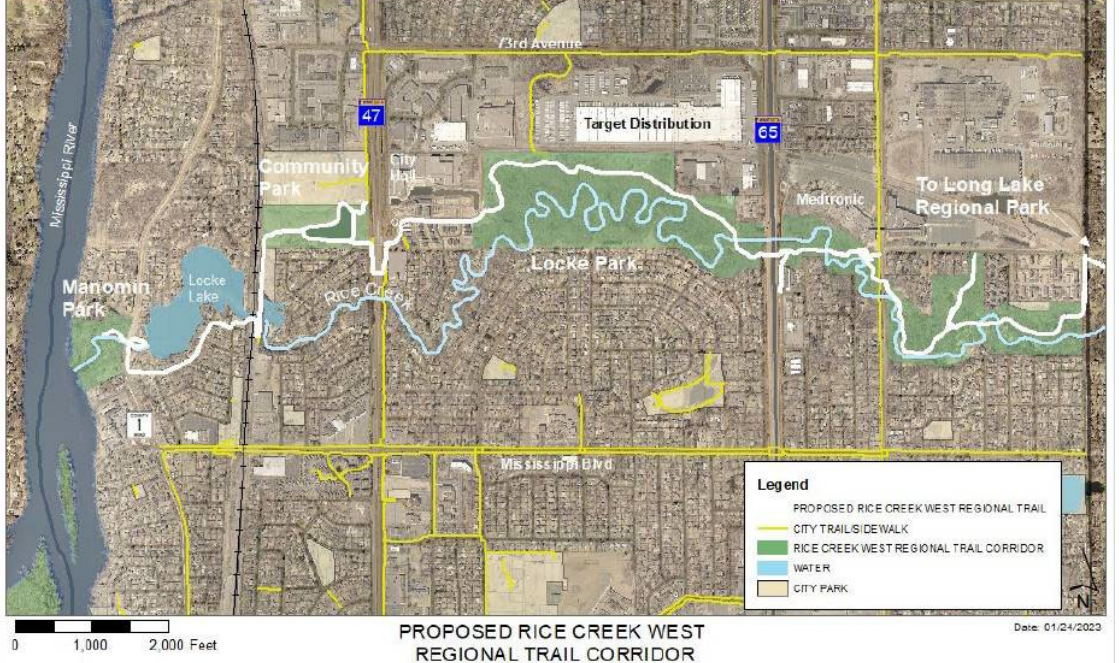 73rd Avenue
47
Target Distribution
65
Mississippi River
Community
Park
City
Hall
Medtronic
To Long Lake
Regional Park
Locke Park
Manomin
Park
Locke
Lake
Rice Creek
COUNTY
1
Mississippi Blvd
Legend
PROPOSED RICE CREEK WEST REGIONAL TRAIL
CITY TRAIL/SIDEWALK
RICE CREEK WEST REGIONAL TRAIL CORRIDOR
WATER
CITY PARK
N
0 1,000 2,000 Feet
PROPOSED RICE CREEK WEST
REGIONAL TRAIL CORRIDOR
Date: 01/24/2023